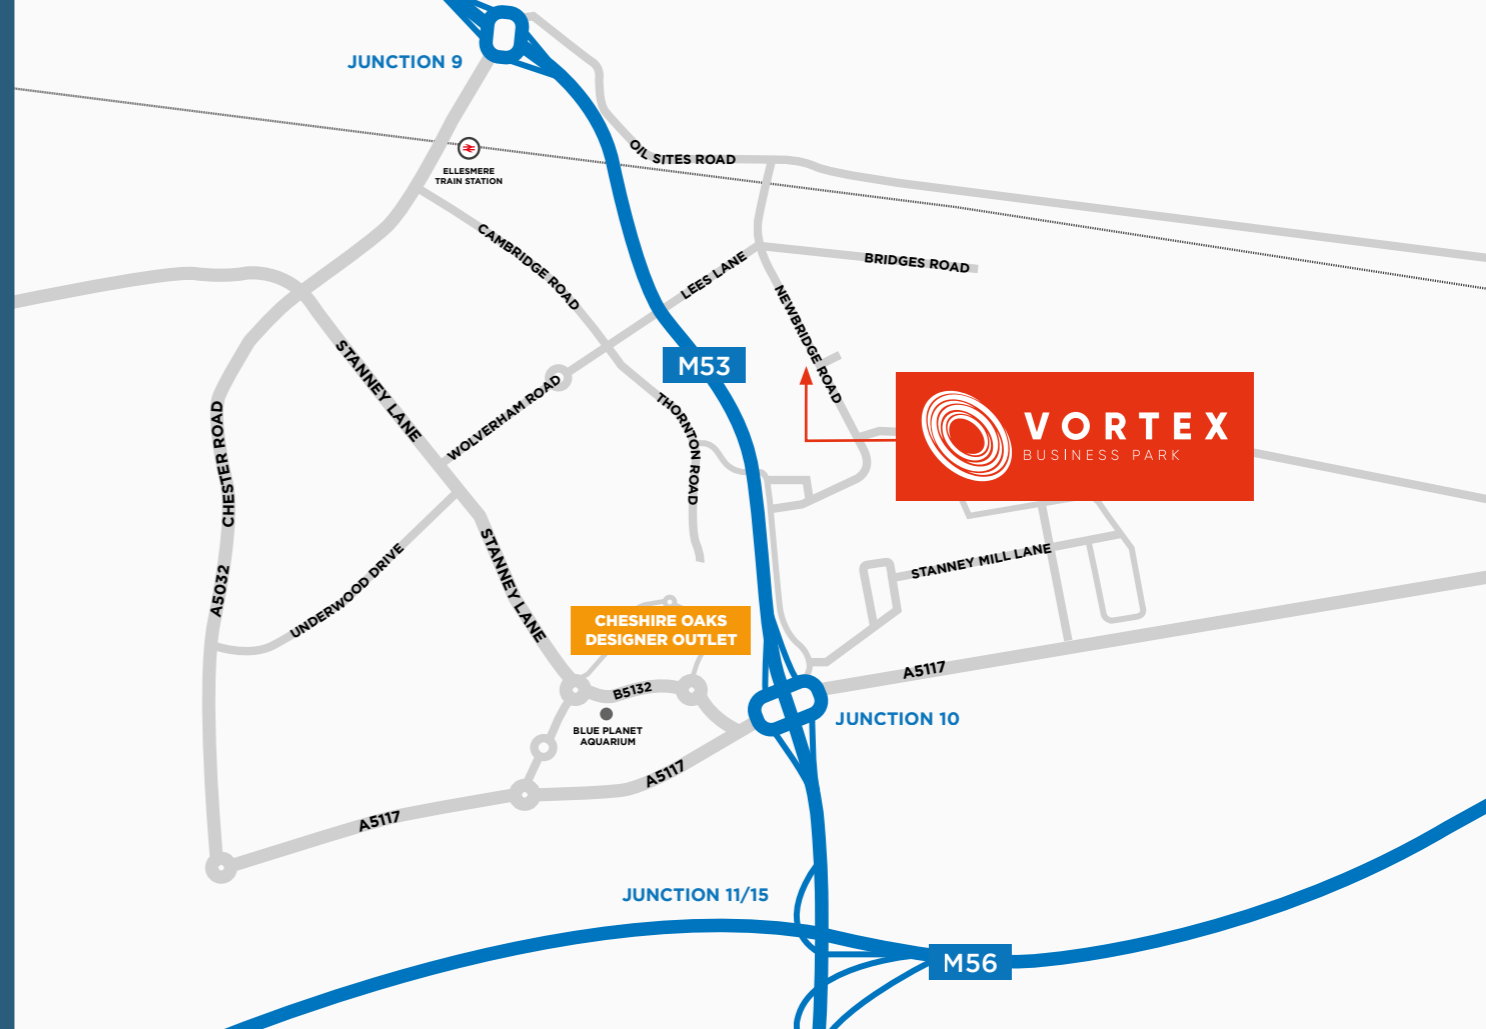 JUNCTION 9
OIL SITES ROAD
ELLESMERE
TRAIN STATION
CAMBRIDGE ROAD
LEES LANE
BRIDGES ROAD
NEWBRIDGE ROAD
STANNEY LANE
M53
WOLVERHAM ROAD
THORNTON ROAD
VORTEX
BUSINESS PARK
CHESTER ROAD
A5032
UNDERWOOD DRIVE
STANNEY LANE
STANNEY MILL LANE
CHESHIRE OAKS
DESIGNER OUTLET
A5117
B5132
JUNCTION 10
BLUE PLANET
AQUARIUM
A5117
A5117
JUNCTION 11/15
M56